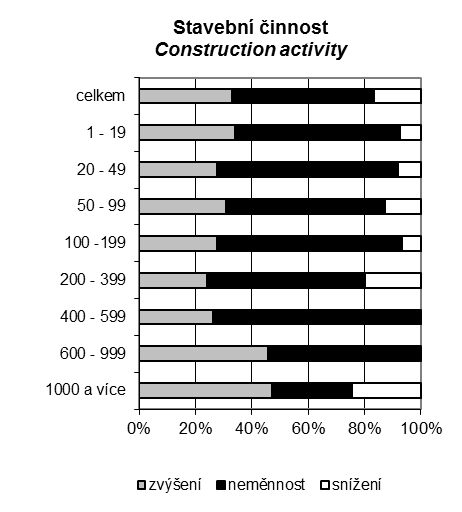 Stavební činnost
Construction activity
celkem
1 - 19
20 - 49
50 - 99
100 -199
200 - 399
400 - 599
600 - 999
1000 a více
0% 20% 40% 60% 80% 100%
zvýšení neměnnost snížení